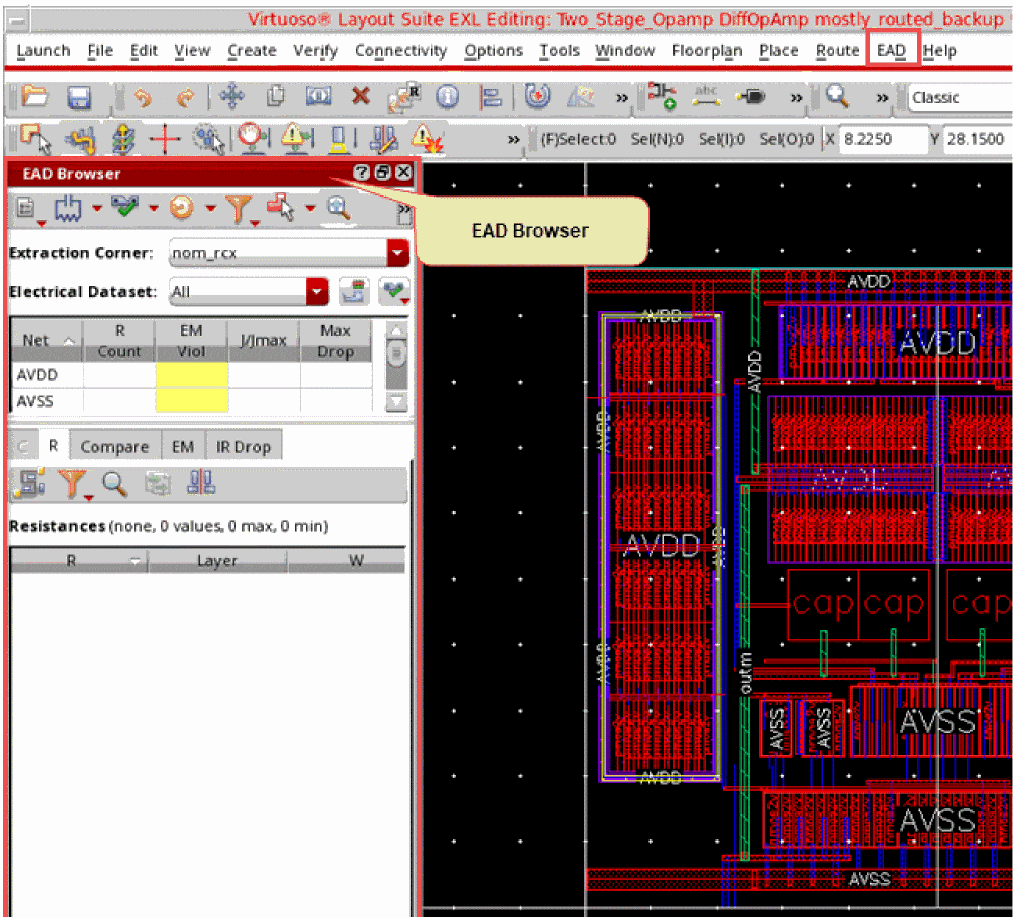 Virtuoso® Layout Suite EXL Editing: Two_Stage_Opamp DiffOpAmp mostly_routed_backup
Launch File Edit View Create Verify Connectivity Options Tools Window Floorplan Place Route EAD Help
R abc » » » Classic
» (F)Select:0 Sel(N):0 Sel(I):0 Sel(O):0 X 8.2250 Y 28.1500
EAD Browser ?
»
EAD Browser
Extraction Corner: nom_rcx
Electrical Dataset: All
Net R Count EM Viol J/Jmax Max Drop
AVDD
AVSS
C R Compare EM IR Drop
Resistances (none, 0 values, 0 max, 0 min)
R Layer W
AVDD
AVDD
AVDD
AVDD
AVDD
AVDD
AVDD
AVDD
cap cap cap
AVDD
outm
AVSS
AVSS
AVSS
AVDD
AVSS
AVSS